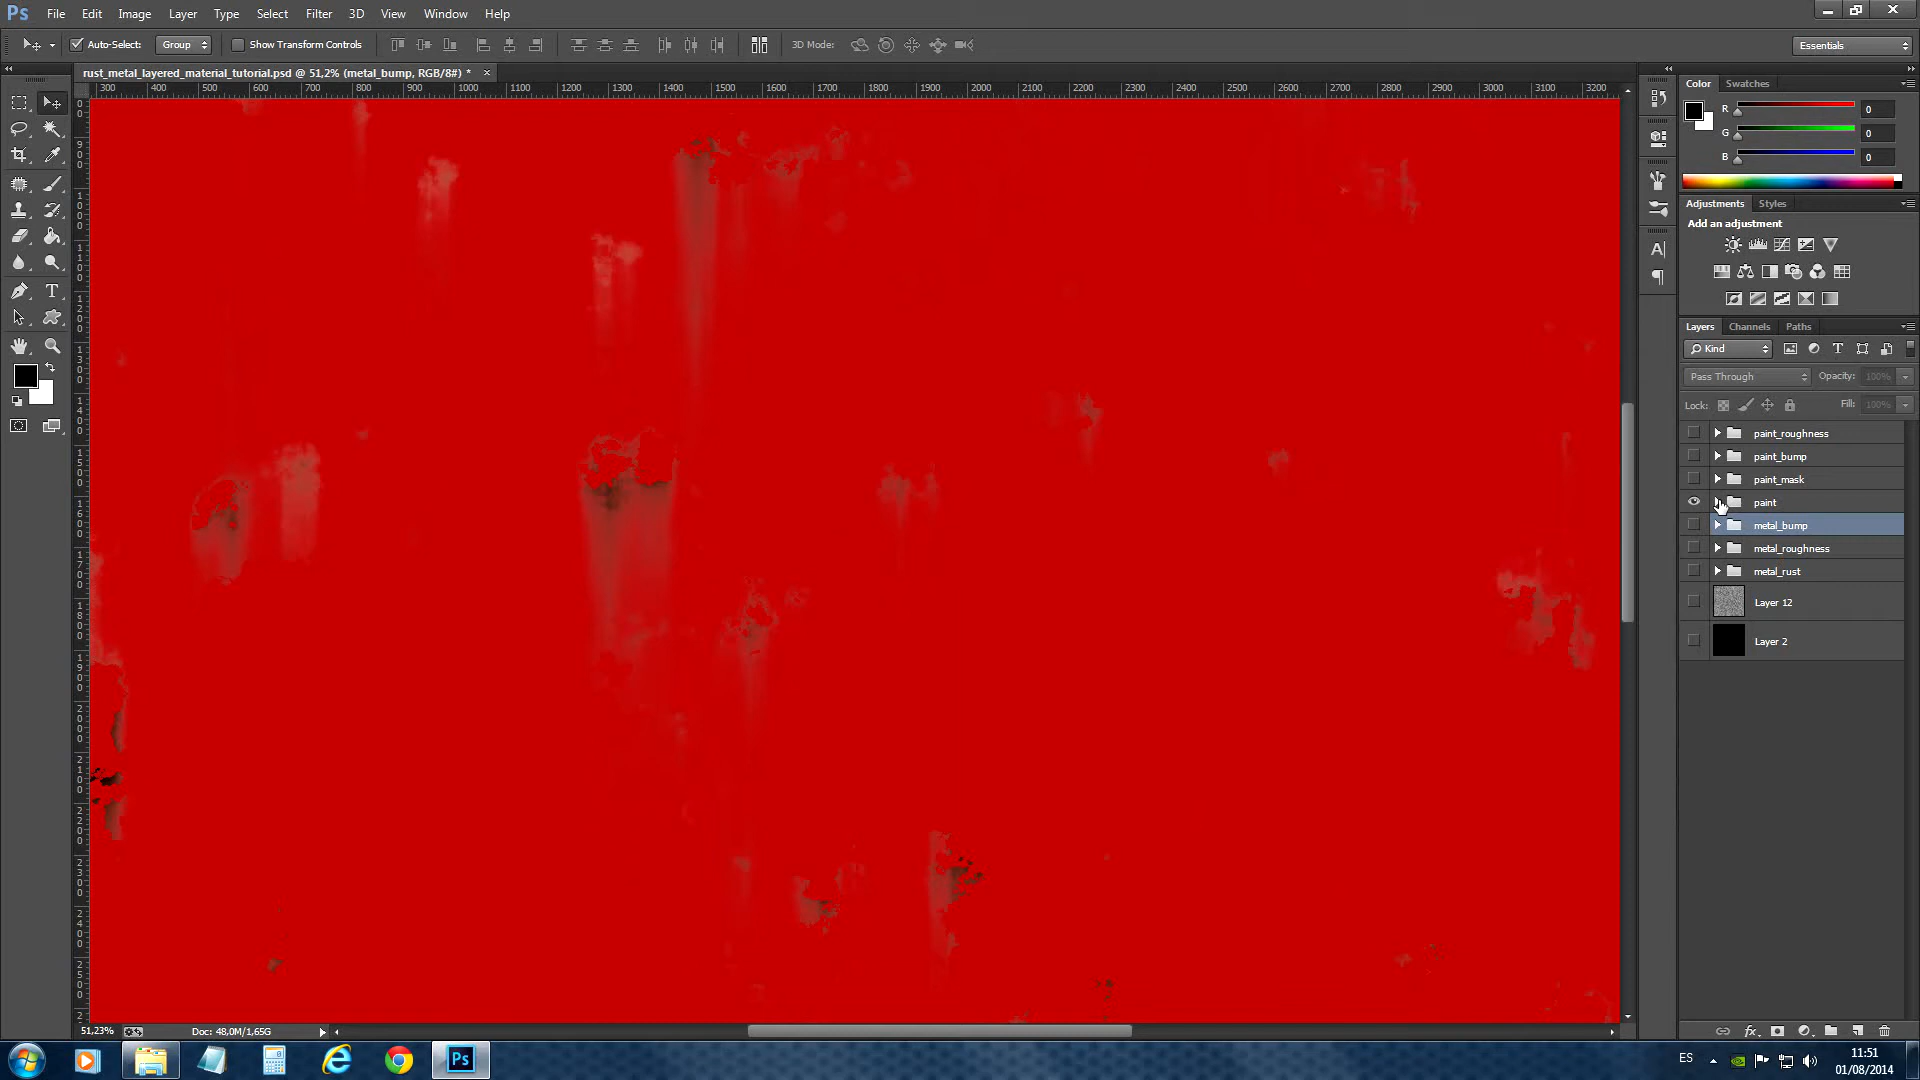 Ps File Edit Image Layer Type Select Filter 3D View Window Help
Auto-Select: Group Show Transform Controls 3D Mode: Essentials
rust_metal_layered_material_tutorial.psd @ 51,2% (metal_bump, RGB/8#) * ×
300 400 500 600 700 800 900 1000 1100 1200 1300 1400 1500 1600 1700 1800 1900 2000 2100 2200 2300 2400 2500 2600 2700 2800 2900 3000 3100 3200
Color Swatches
R 0
G 0
B 0
Adjustments Styles
Add an adjustment
Layers Channels Paths
Kind
Pass Through Opacity: 100%
Lock: Fill: 100%
paint_roughness
paint_bump
paint_mask
paint
metal_bump
metal_roughness
metal_rust
Layer 12
Layer 2
51,23% Doc: 48,0M/1,65G
Ps ES 11:51
01/08/2014